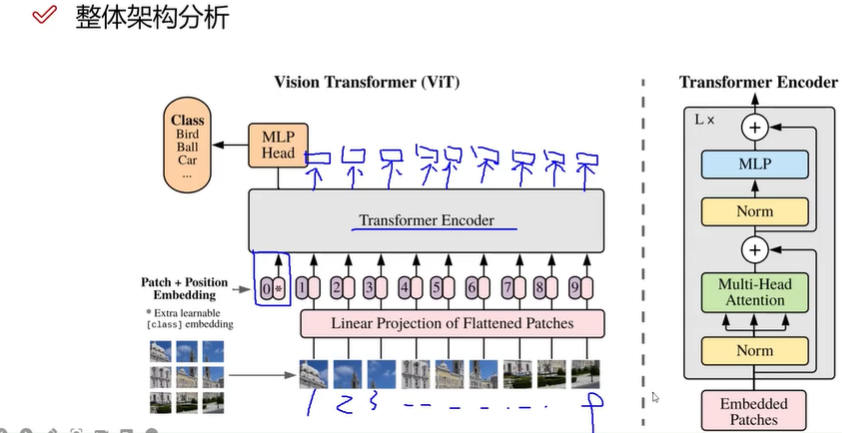 整体架构分析
Vision Transformer (ViT)
Class
Bird
Ball
Car
...
MLP
Head
Transformer Encoder
Patch + Position
Embedding
* Extra learnable
[class] embedding
0 * 1 2 3 4 5 6 7 8 9
Linear Projection of Flattened Patches
1 2 3 -- - - - - - 9
Transformer Encoder
L x
+
MLP
Norm
+
Multi-Head
Attention
Norm
Embedded
Patches